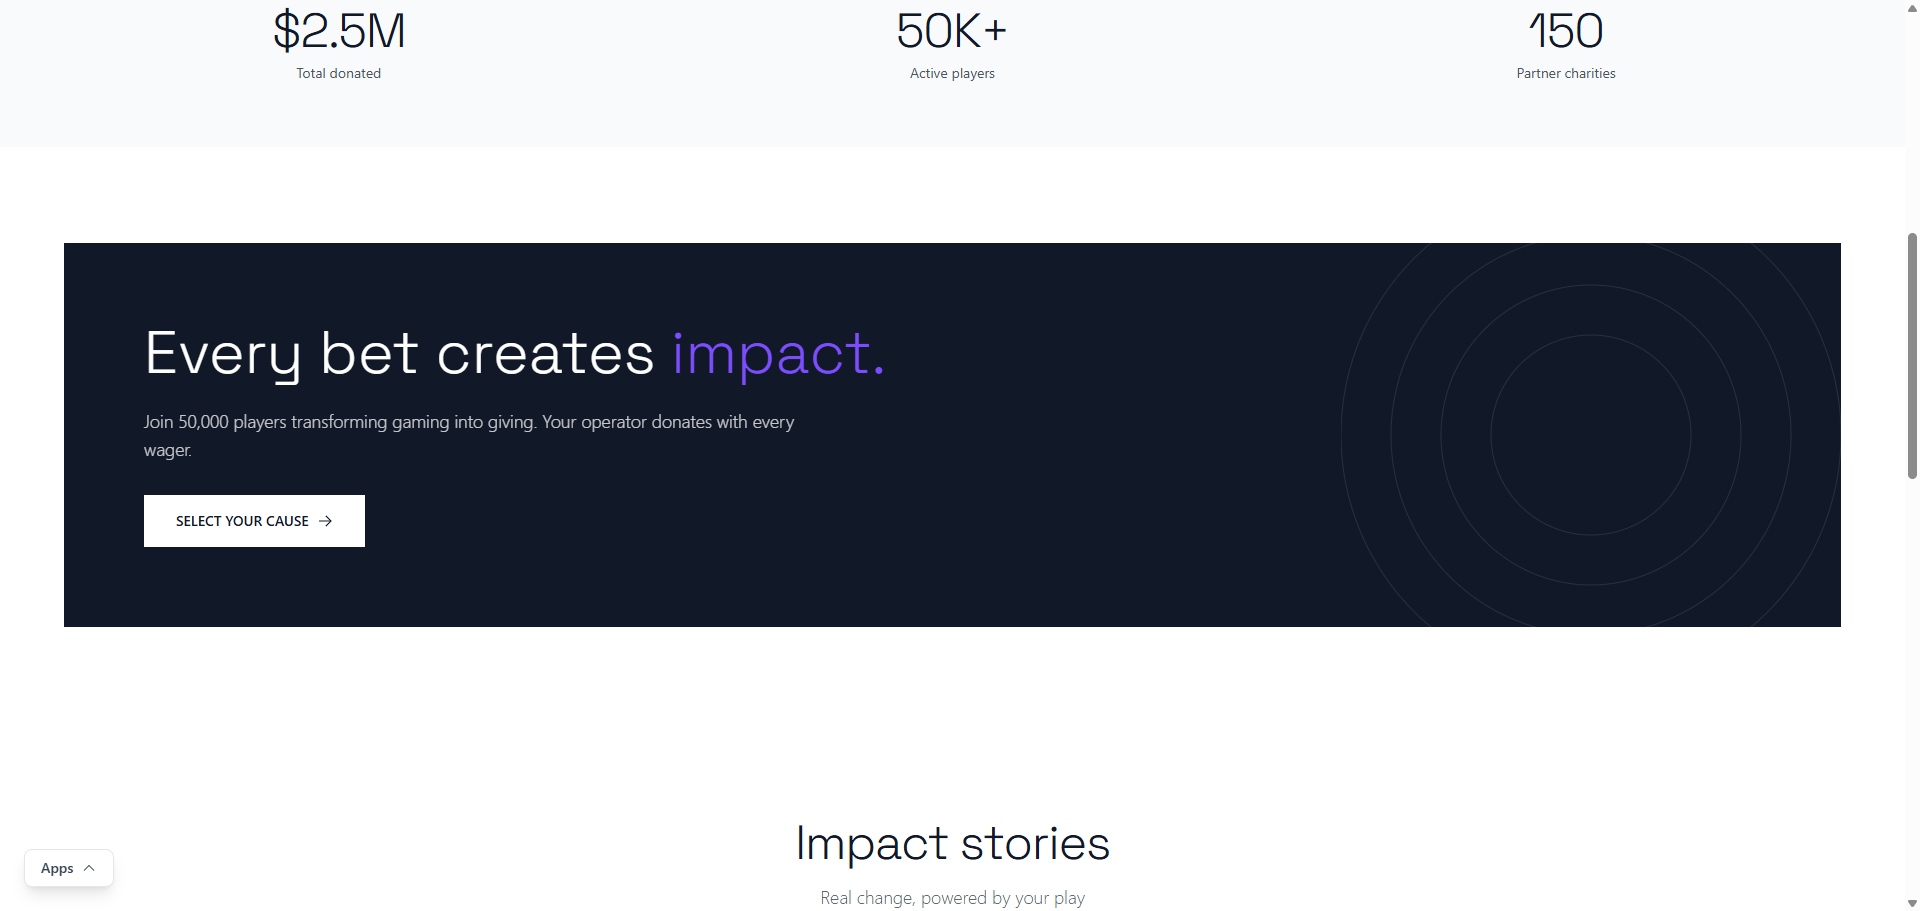 $2.5M
Total donated
50K+
Active players
150
Partner charities
Every bet creates impact.
Join 50,000 players transforming gaming into giving. Your operator donates with every
wager.
SELECT YOUR CAUSE
Impact stories
Real change, powered by your play
Apps